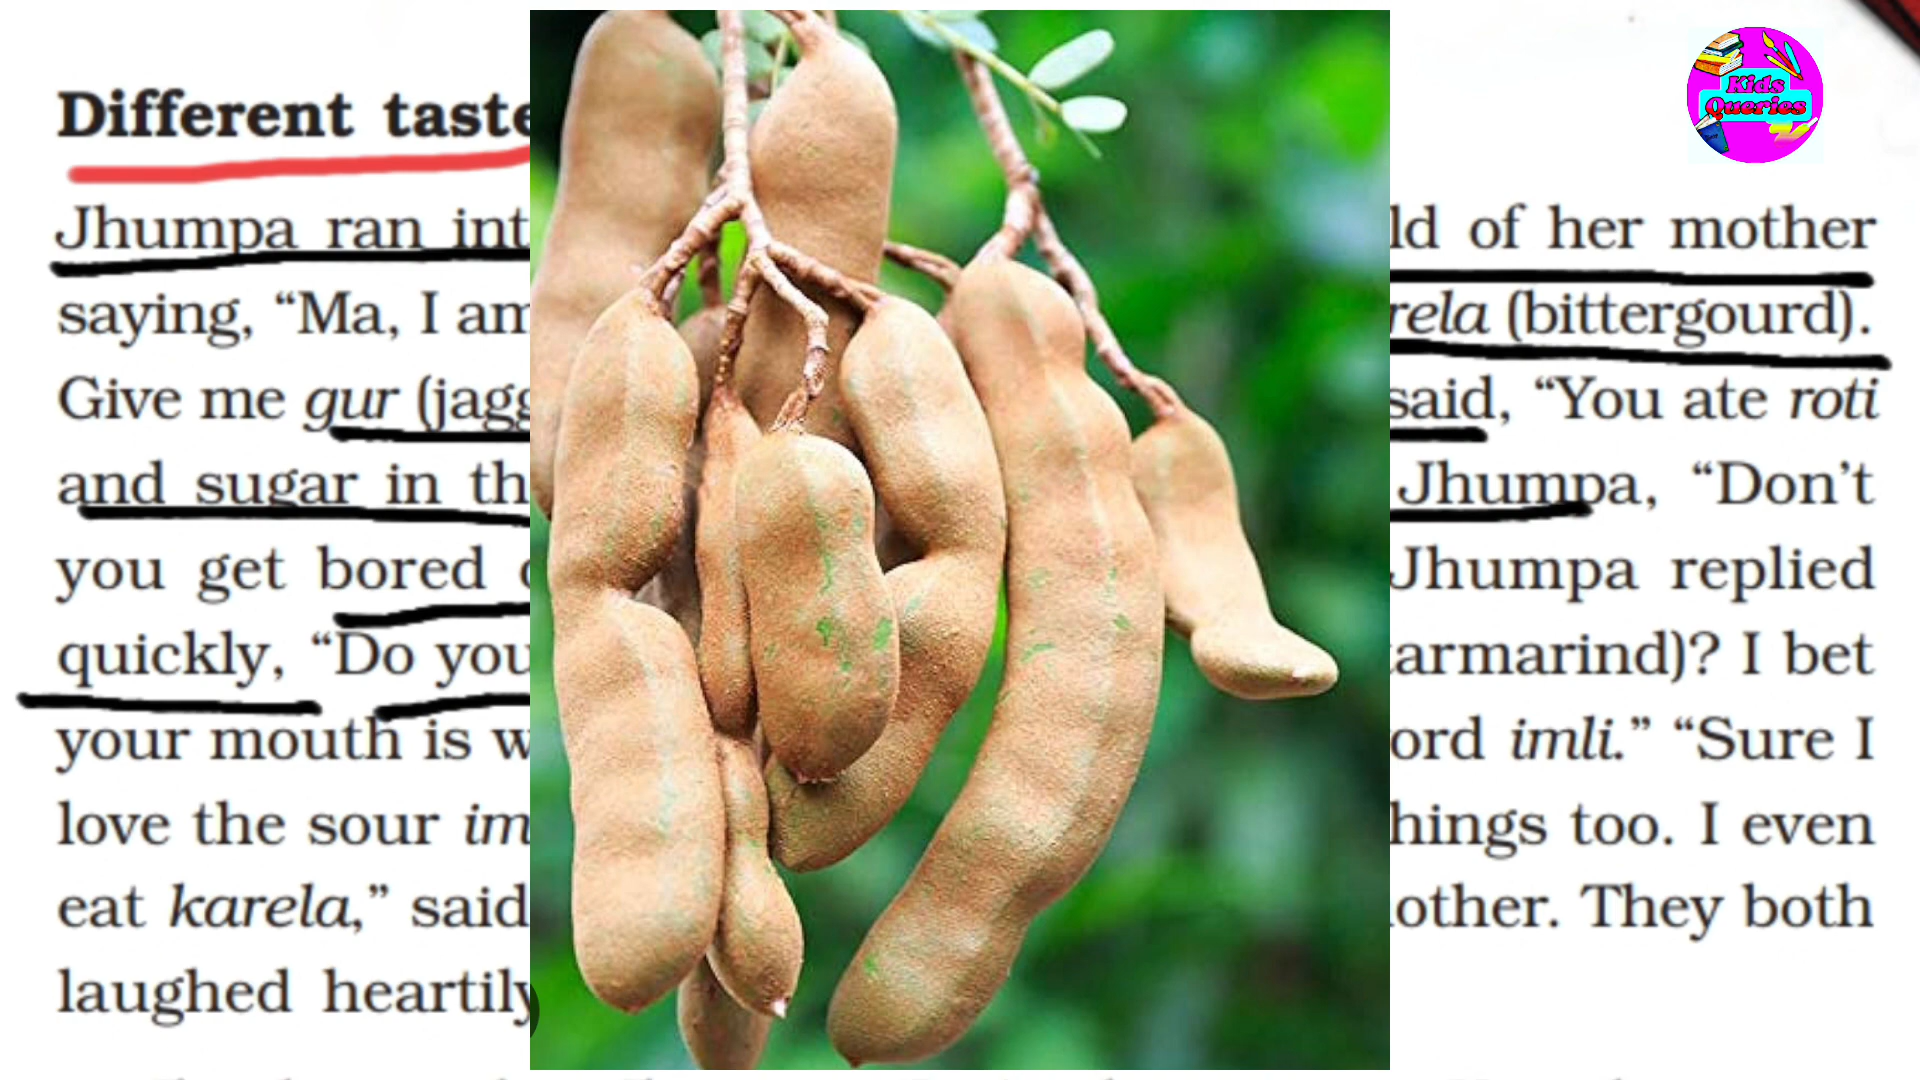 Different taste
Jhumpa ran int ld of her mother
saying, “Ma, I am rela (bittergourd).
Give me gur (jagg said, “You ate roti
and sugar in th Jhumpa, “Don’t
you get bored Jhumpa replied
quickly, “Do you tarmarind)? I bet
your mouth is w ord imli.” “Sure I
love the sour im hings too. I even
eat karela,” said other. They both
laughed heartily
Kids
Queries